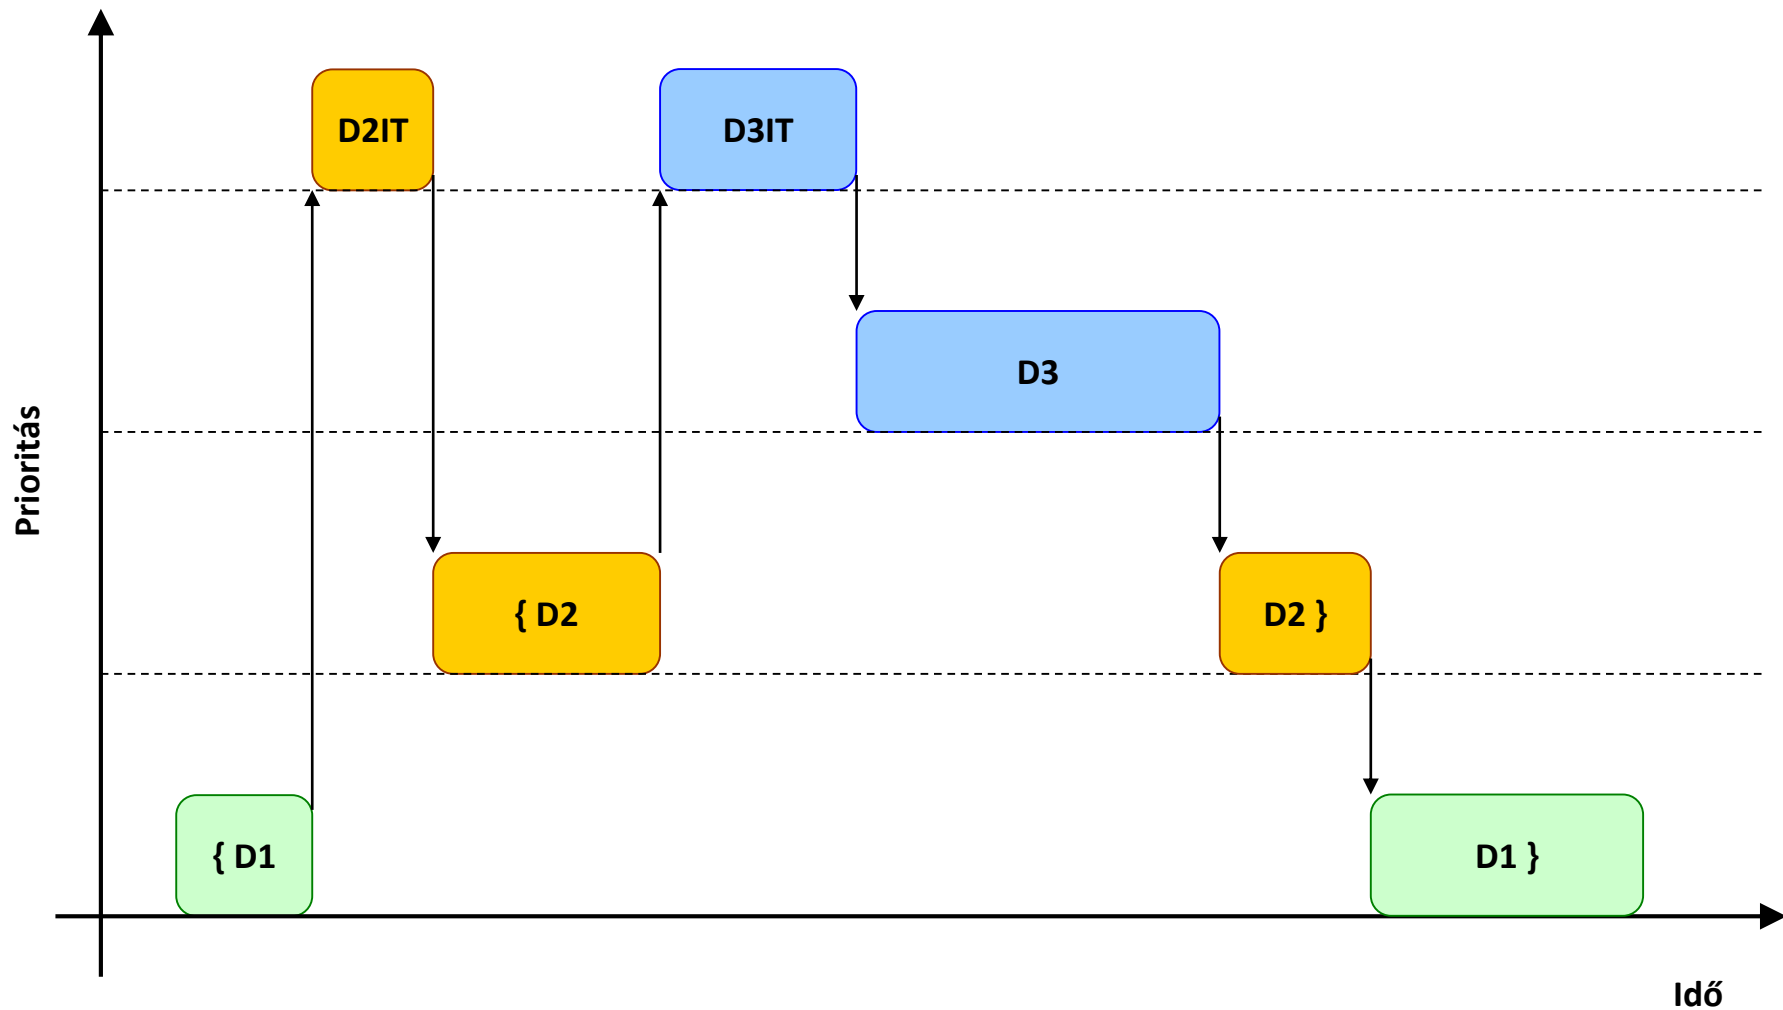 D2IT
D3IT
D3
Prioritás
{ D2
D2 }
{ D1
D1 }
Idő